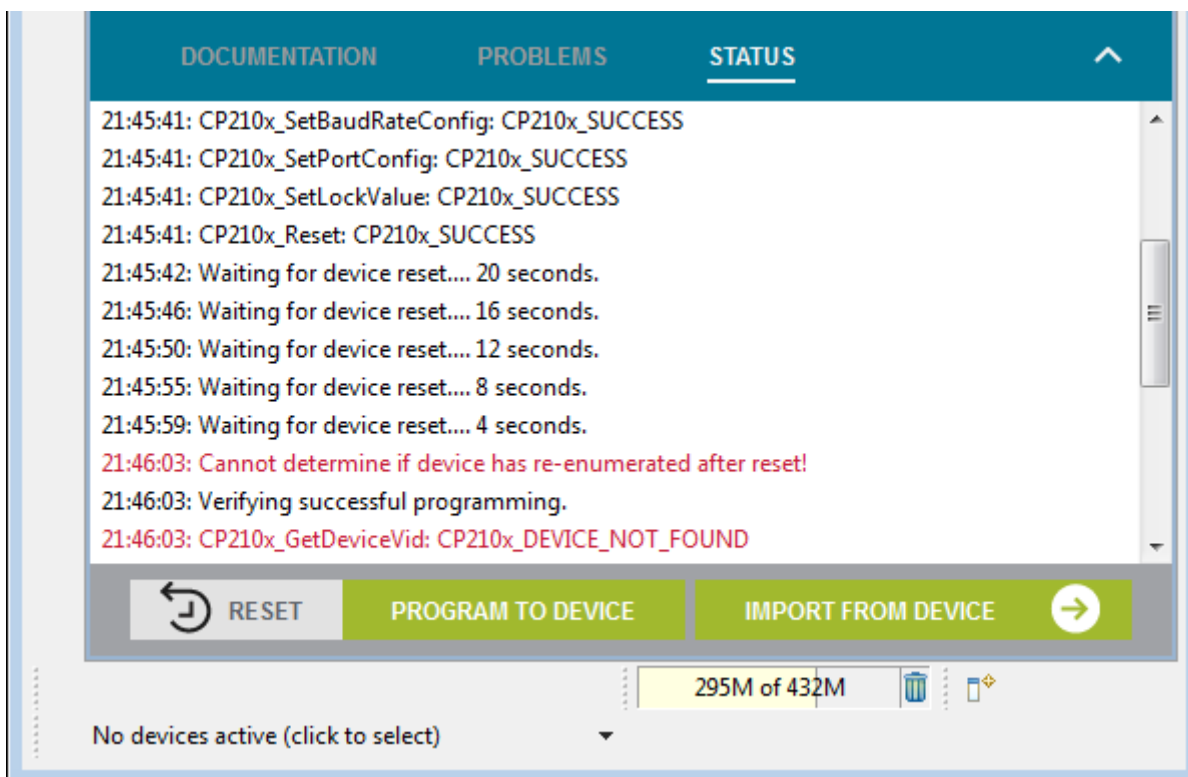 DOCUMENTATION PROBLEMS STATUS
21:45:41: CP210x_SetBaudRateConfig: CP210x_SUCCESS
21:45:41: CP210x_SetPortConfig: CP210x_SUCCESS
21:45:41: CP210x_SetLockValue: CP210x_SUCCESS
21:45:41: CP210x_Reset: CP210x_SUCCESS
21:45:42: Waiting for device reset.... 20 seconds.
21:45:46: Waiting for device reset.... 16 seconds.
21:45:50: Waiting for device reset.... 12 seconds.
21:45:55: Waiting for device reset.... 8 seconds.
21:45:59: Waiting for device reset.... 4 seconds.
21:46:03: Cannot determine if device has re-enumerated after reset!
21:46:03: Verifying successful programming.
21:46:03: CP210x_GetDeviceVid: CP210x_DEVICE_NOT_FOUND
RESET PROGRAM TO DEVICE IMPORT FROM DEVICE
295M of 432M
No devices active (click to select)